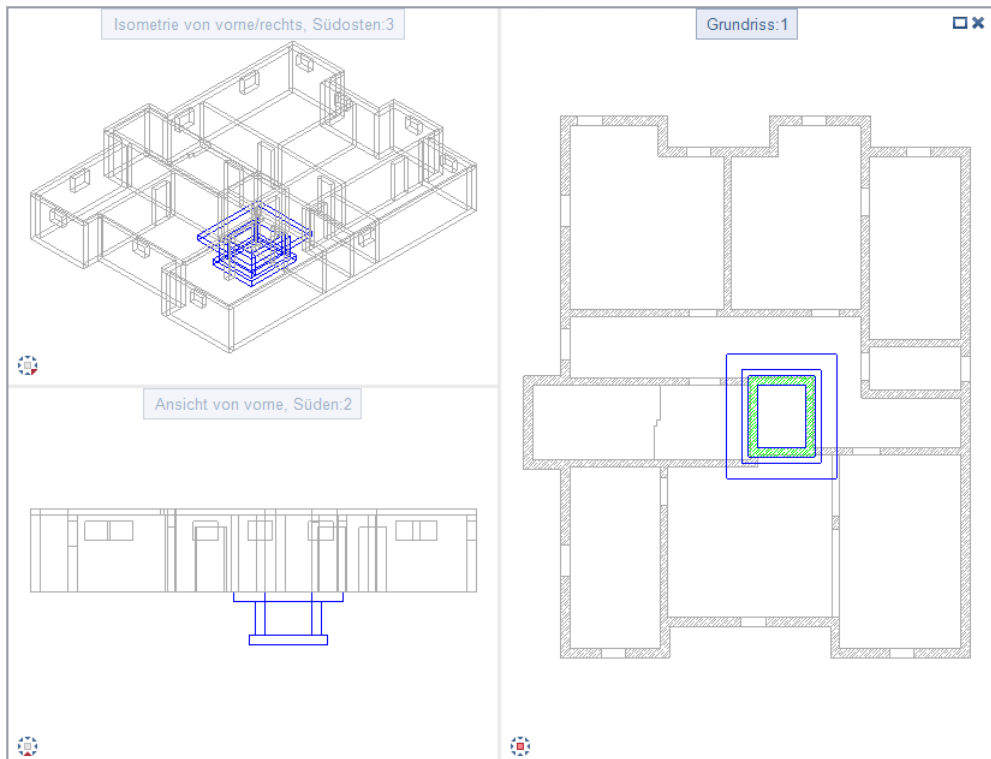 Isometrie von vorne/rechts, Südosten:3
Grundriss:1
Ansicht von vorne, Süden:2